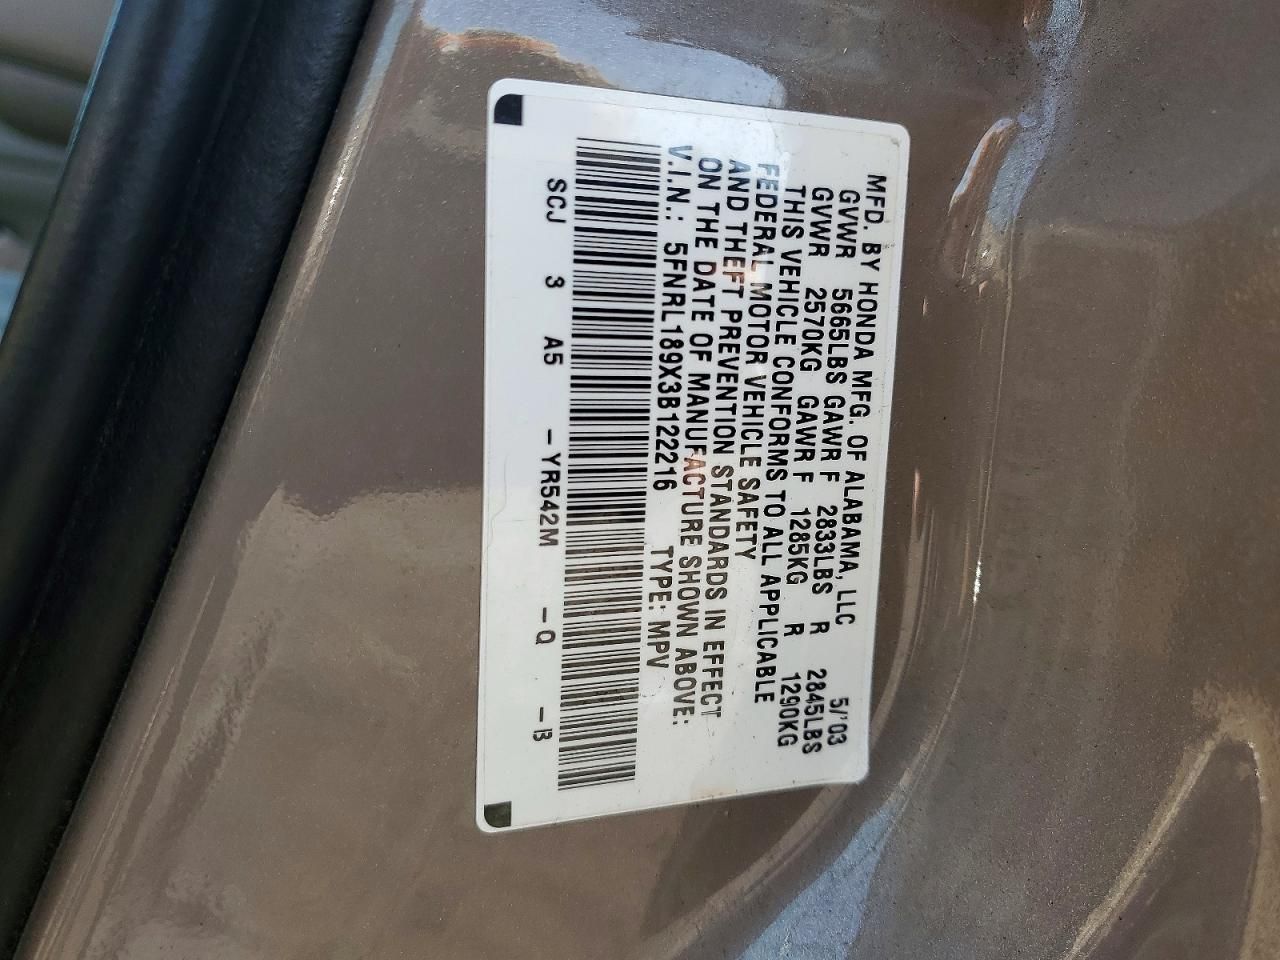 MFD. BY HONDA MFG. OF ALABAMA, LLC 5/'03
GVWR 5665LBS GAWR F 2833LBS R 2845LBS
GVWR 2570KG GAWR F 1285KG R 1290KG
THIS VEHICLE CONFORMS TO ALL APPLICABLE
FEDERAL MOTOR VEHICLE SAFETY
AND THEFT PREVENTION STANDARDS IN EFFECT
ON THE DATE OF MANUFACTURE SHOWN ABOVE:
V.I.N.: 5FNRL189X3B122216 TYPE: MPV
SCJ 3 A5 -YR542M -Q -B